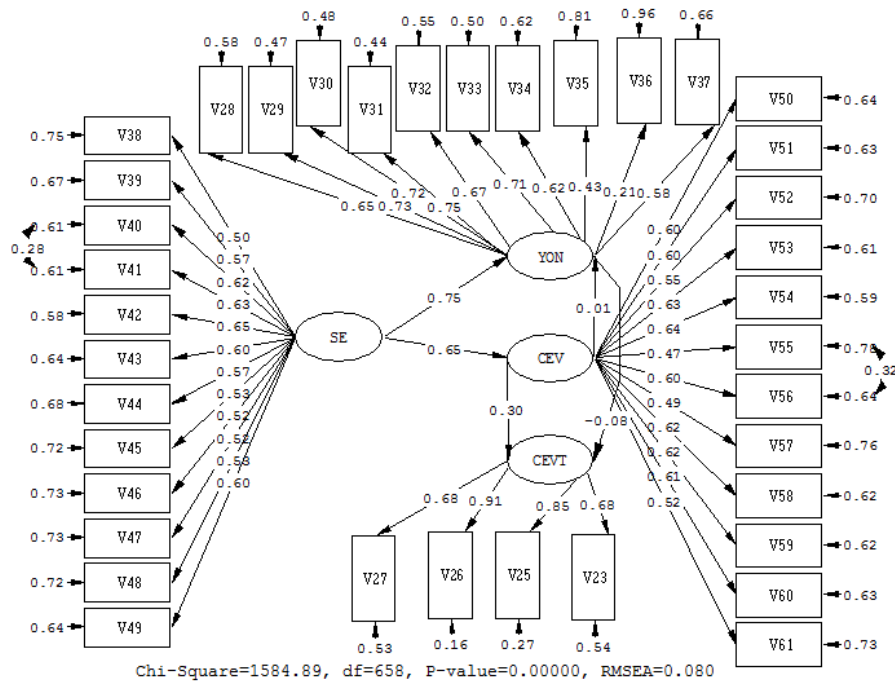 0.58 0.47 0.48 0.44 0.55 0.50 0.62 0.81 0.96 0.66
V28 V29 V30 V31 V32 V33 V34 V35 V36 V37
0.65 0.73 0.72 0.75 0.67 0.71 0.62 0.43 0.21 0.58
0.75 V38
0.67 V39
0.61 V40
0.28
0.61 V41
0.58 V42
0.64 V43
0.68 V44
0.72 V45
0.73 V46
0.73 V47
0.72 V48
0.64 V49
0.50
0.57
0.62
0.63
0.65
0.60
0.57
0.53
0.52
0.52
0.53
0.60
SE
0.75
0.65
YON
0.01
CEV
0.30
-0.08
CEVT
0.68 0.91 0.85 0.68
V27 V26 V25 V23
0.53 0.16 0.27 0.54
0.60
0.60
0.55
0.63
0.64
0.47
0.60
0.49
0.62
0.62
0.61
0.52
V50 0.64
V51 0.63
V52 0.70
V53 0.61
V54 0.59
V55 0.78
0.32
V56 0.64
V57 0.76
V58 0.62
V59 0.62
V60 0.63
V61 0.73
Chi-Square=1584.89, df=658, P-value=0.00000, RMSEA=0.080